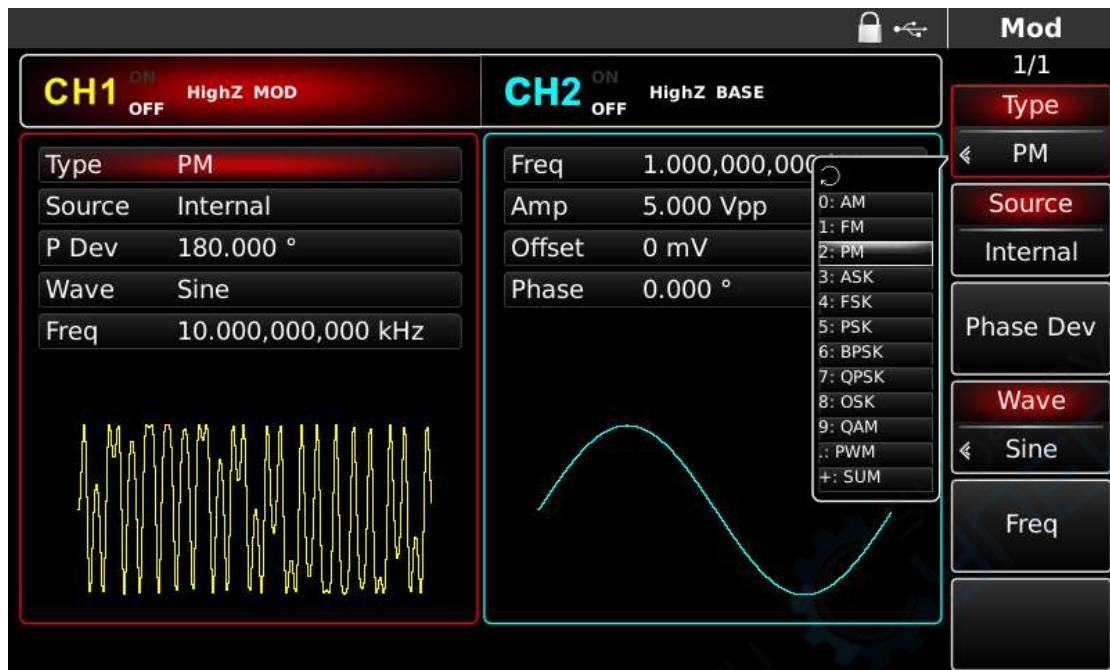 Mod
1/1
CH1 ON OFF HighZ MOD
CH2 ON OFF HighZ BASE
Type PM
Source Internal
P Dev 180.000 °
Wave Sine
Freq 10.000,000,000 kHz
Freq 1.000,000,000
Amp 5.000 Vpp
Offset 0 mV
Phase 0.000 °
0: AM
1: FM
2: PM
3: ASK
4: FSK
5: PSK
6: BPSK
7: QPSK
8: OSK
9: QAM
.: PWM
+: SUM
Type
PM
Source
Internal
Phase Dev
Wave
Sine
Freq